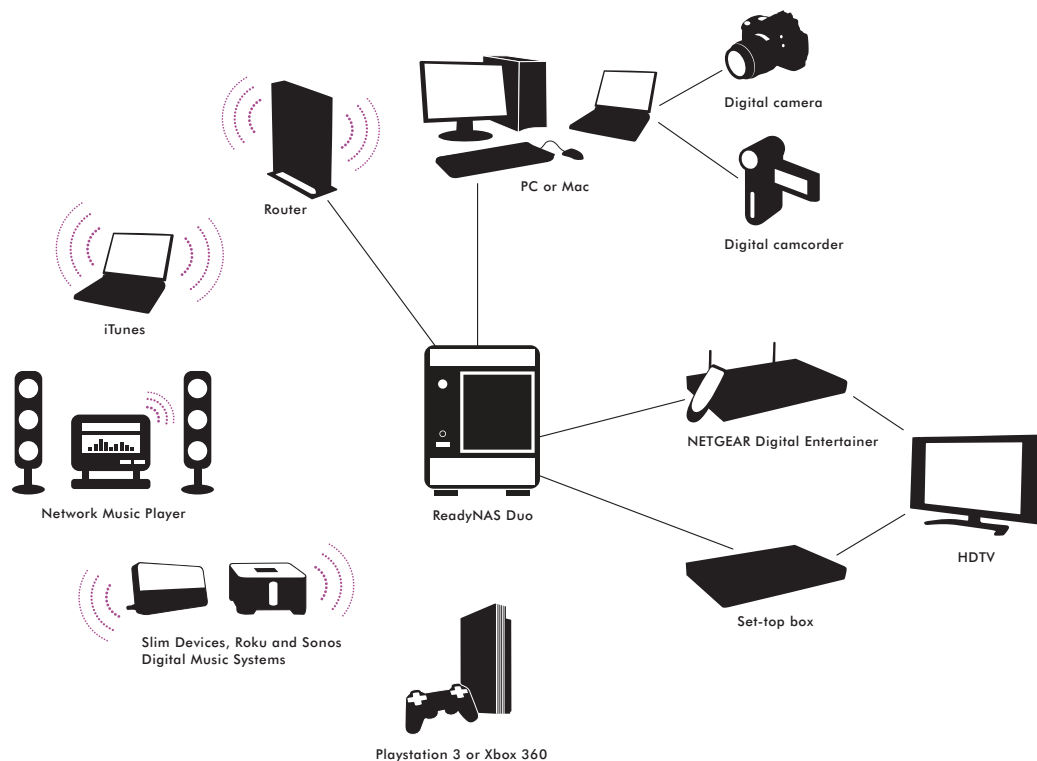 Digital camera
PC or Mac
Router
Digital camcorder
iTunes
NETGEAR Digital Entertainer
Network Music Player
ReadyNAS Duo
HDTV
Set-top box
Slim Devices, Roku and Sonos
Digital Music Systems
Playstation 3 or Xbox 360